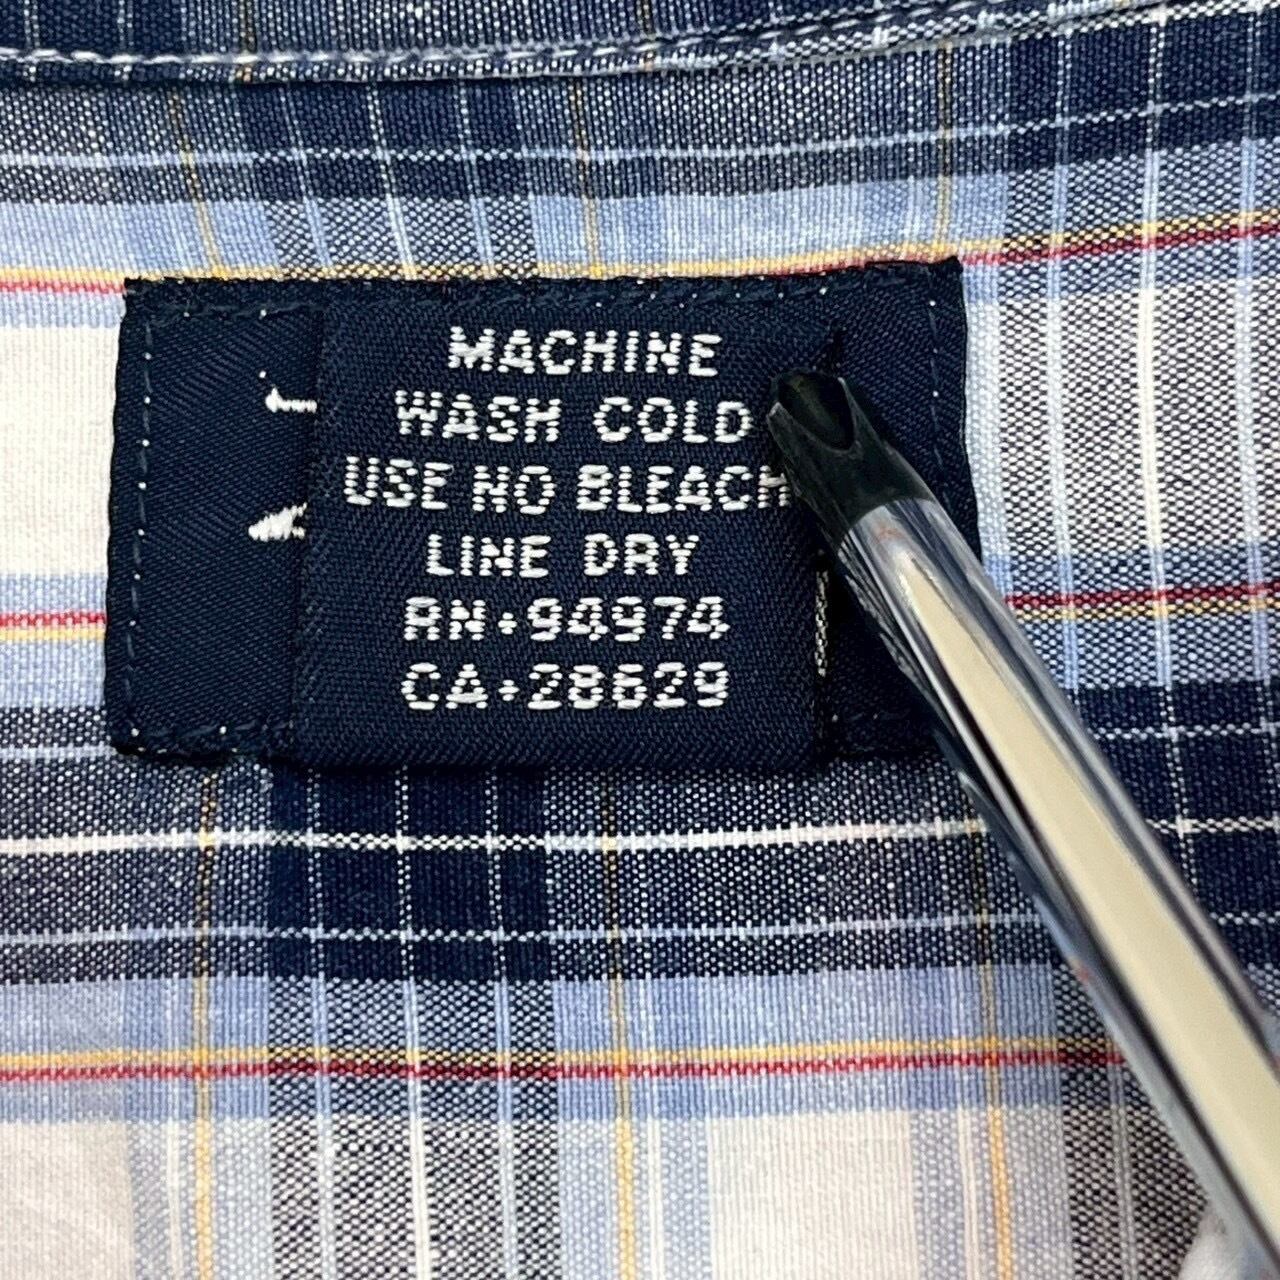 MACHINE
WASH COLD
USE NO BLEACH
LINE DRY
RN•94974
CA•28629